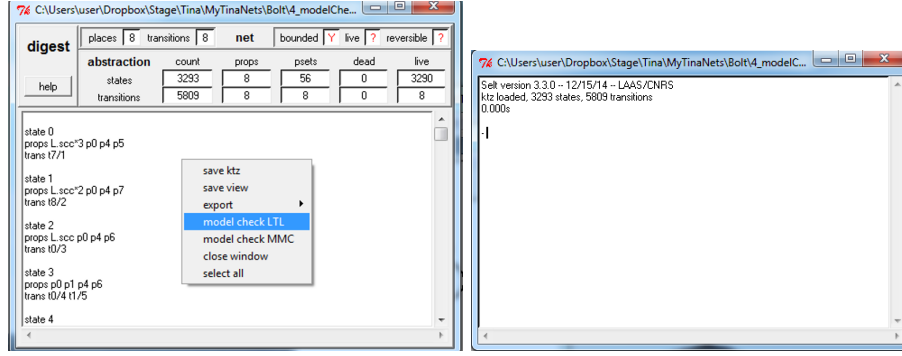 C:\Users\user\Dropbox\Stage\Tina\MyTinaNets\Bolt\4_modelChe...
digest
places 8 transitions 8 net bounded Y live ? reversible ?
abstraction count props psets dead live
help
states 3293 8 56 0 3290
transitions 5809 8 8 0 8
state 0
props L.scc*3 p0 p4 p5
trans t7/1
state 1
props L.scc*2 p0 p4 p7
trans t8/2
state 2
props L.scc p0 p4 p6
trans t0/3
state 3
props p0 p1 p4 p6
trans t0/4 t1/5
state 4
save ktz
save view
export
model check LTL
model check MMC
close window
select all
C:\Users\user\Dropbox\Stage\Tina\MyTinaNets\Bolt\4_modelC...
Selt version 3.3.0 -- 12/15/14 -- LAAS/CNRS
ktz loaded, 3293 states, 5809 transitions
0.000s
-